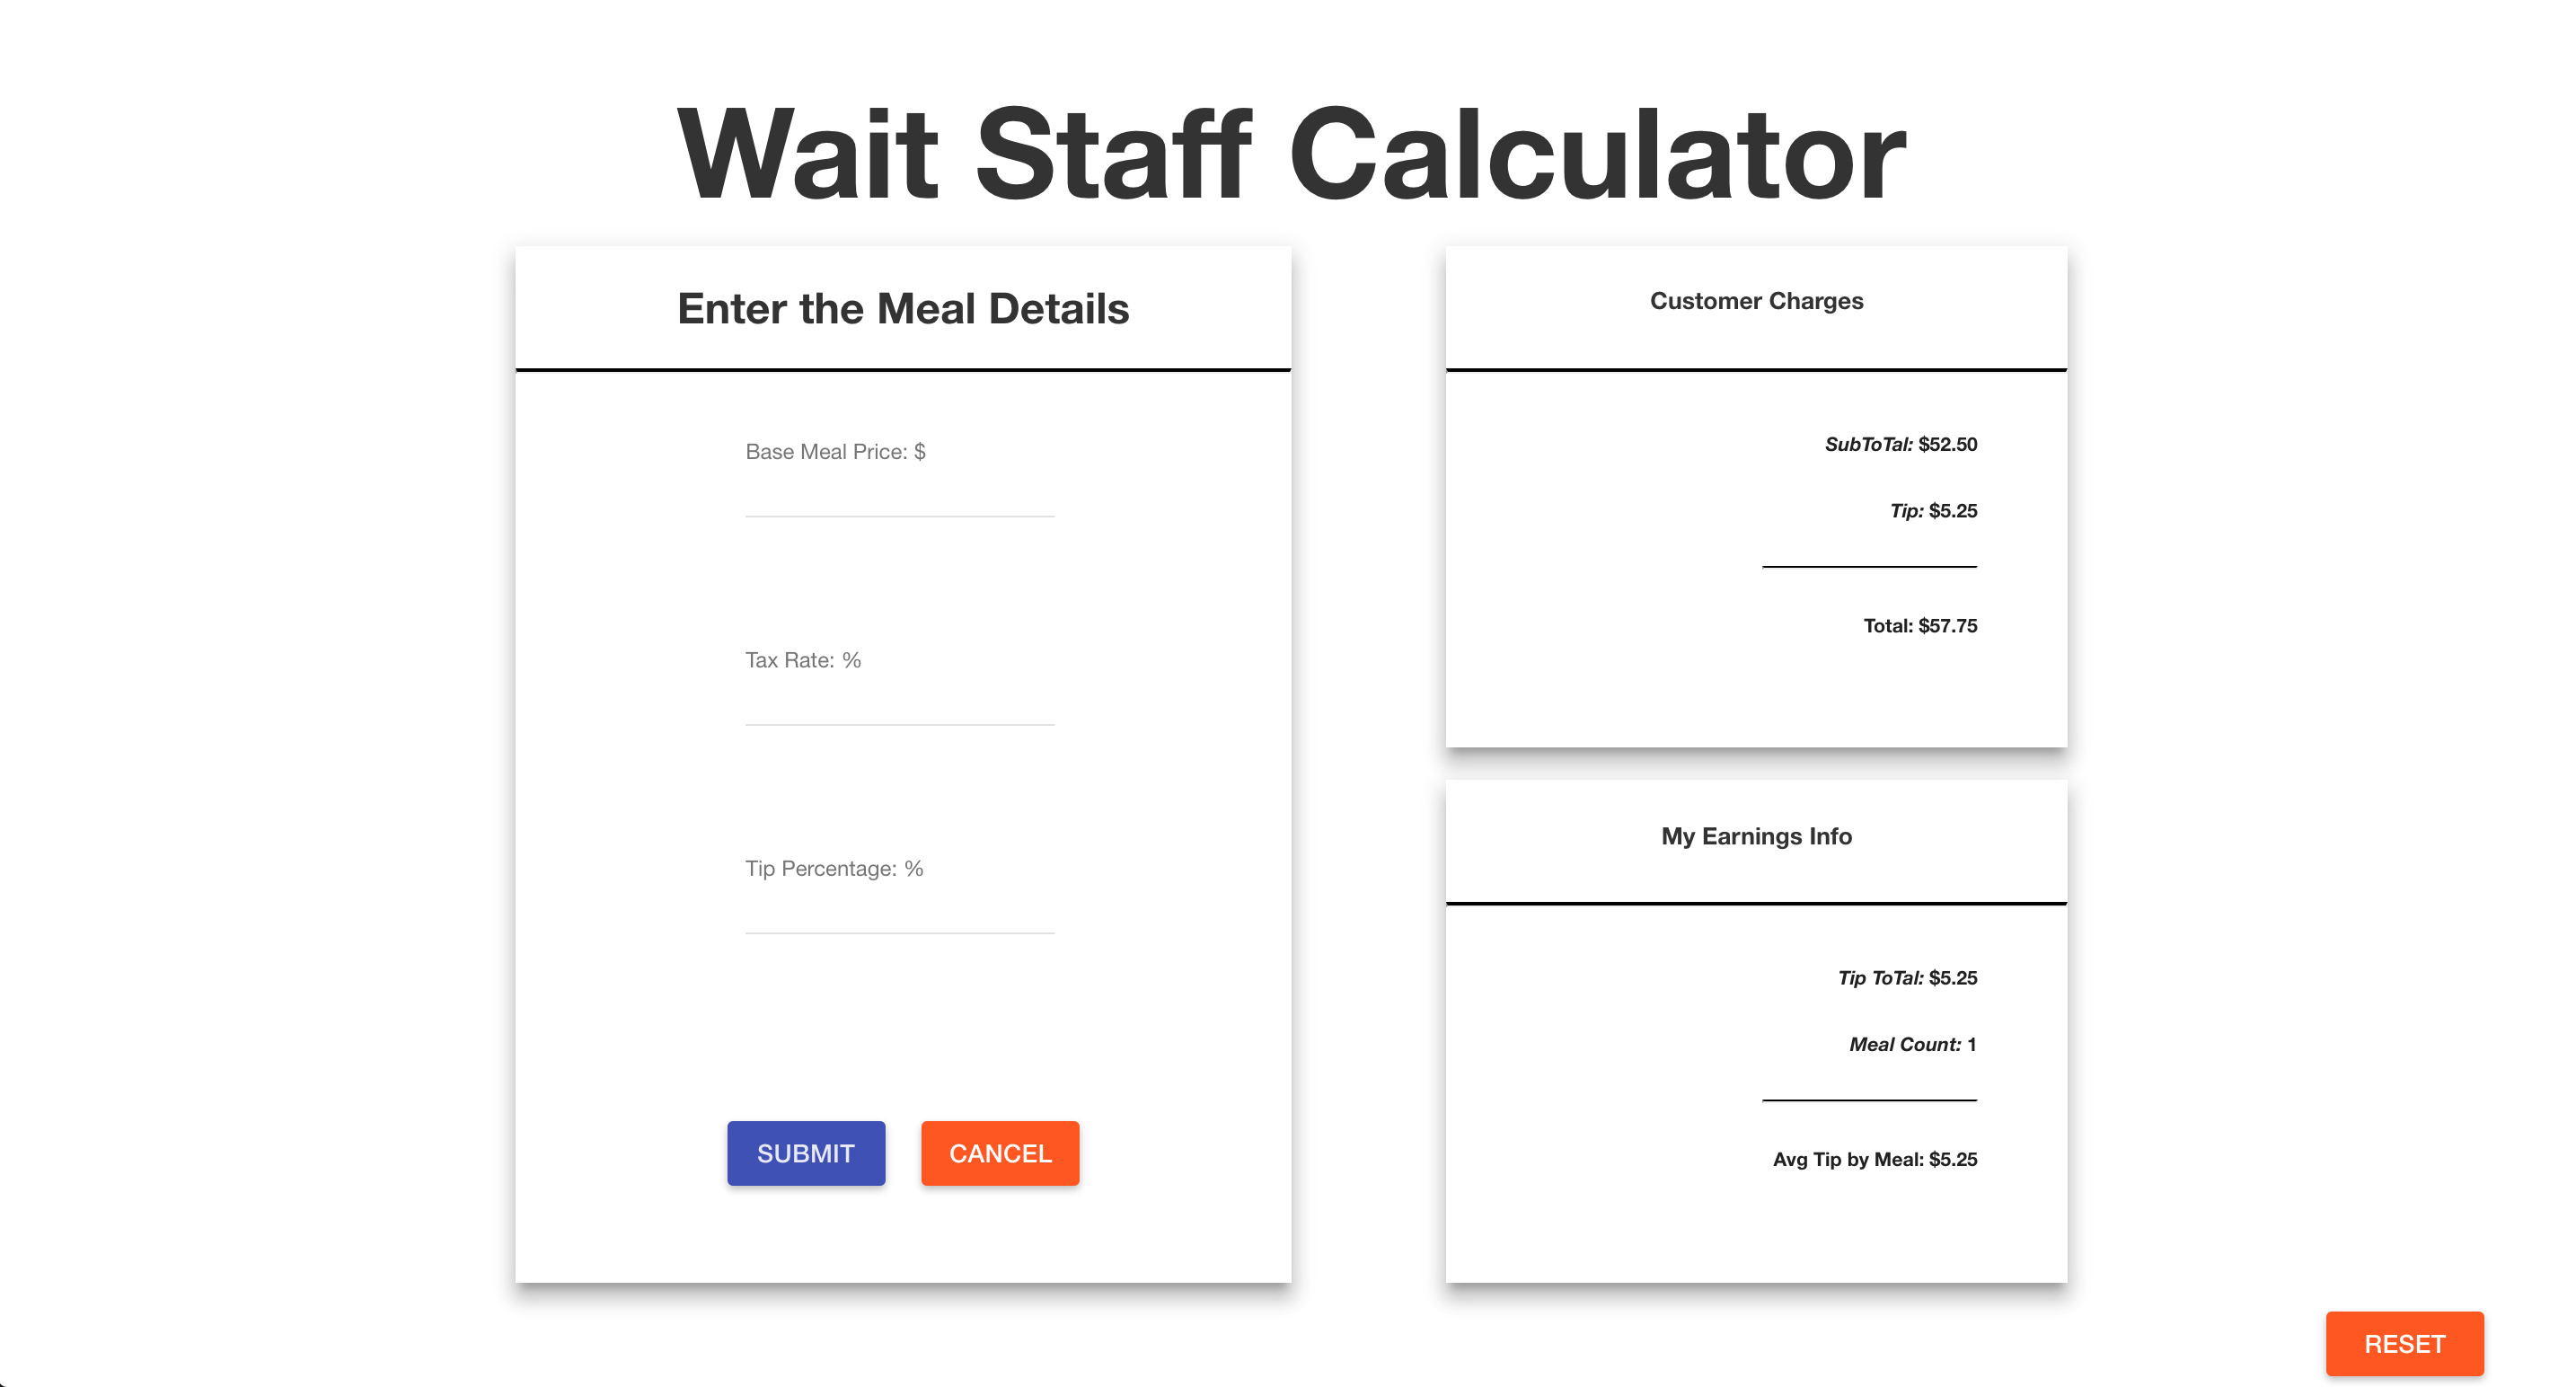 Wait Staff Calculator
Enter the Meal Details
Base Meal Price: $
Tax Rate: %
Tip Percentage: %
SUBMIT
CANCEL
Customer Charges
SubToTal: $52.50
Tip: $5.25
Total: $57.75
My Earnings Info
Tip ToTal: $5.25
Meal Count: 1
Avg Tip by Meal: $5.25
RESET